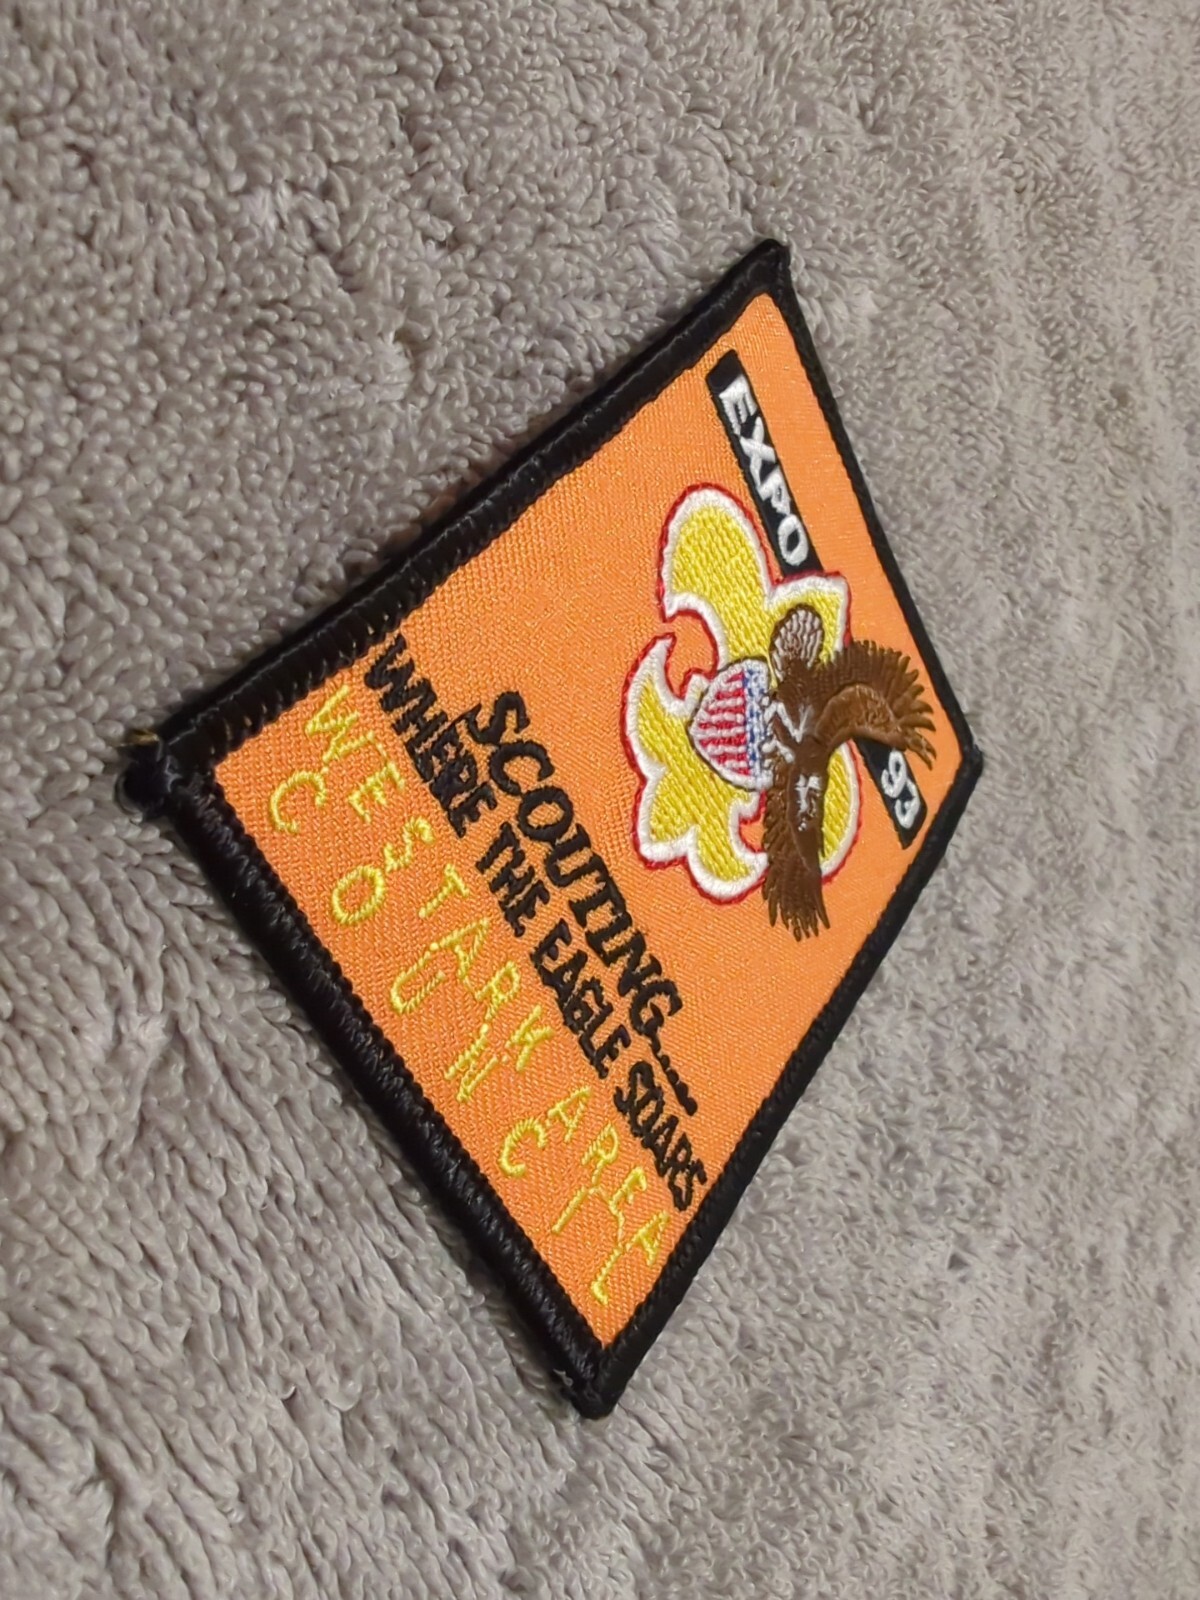 EXPO 93
SCOUTING......
WHERE THE EAGLE SOARS
WESTARK AREA
COUNCIL